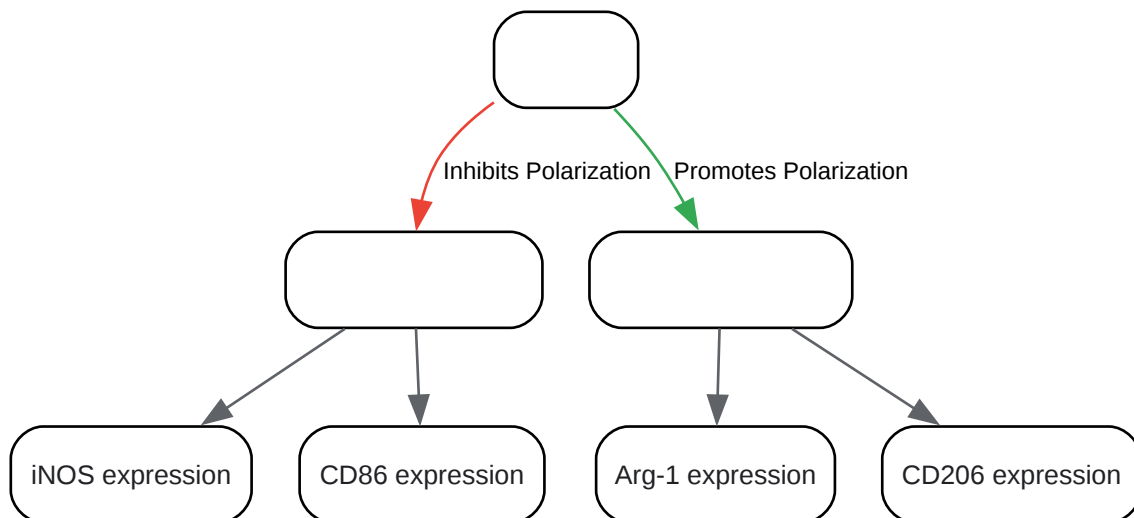 Inhibits Polarization
Promotes Polarization
iNOS expression
CD86 expression
Arg-1 expression
CD206 expression